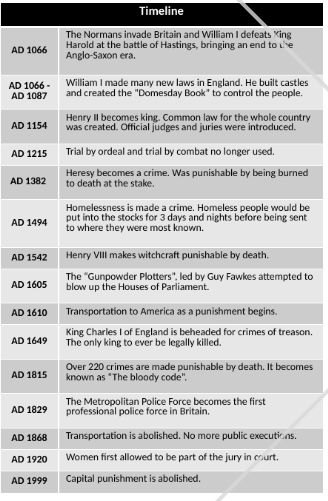 Timeline
AD 1066
The Normans invade Britain and William I defeats King
Harold at the battle of Hastings, bringing an end to the
Anglo-Saxon era.
AD 1066 -
AD 1087
William I made many new laws in England. He built castles
and created the "Domesday Book" to control the people.
AD 1154
Henry II becomes king. Common law for the whole country
was created. Official judges and juries were introduced.
AD 1215
Trial by ordeal and trial by combat no longer used.
AD 1382
Heresy becomes a crime. Was punishable by being burned
to death at the stake.
AD 1494
Homelessness is made a crime. Homeless people would be
put into the stocks for 3 days and nights before being sent
to where they were most known.
AD 1542
Henry VIII makes witchcraft punishable by death.
AD 1605
The "Gunpowder Plotters", led by Guy Fawkes attempted to
blow up the Houses of Parliament.
AD 1610
Transportation to America as a punishment begins.
AD 1649
King Charles I of England is beheaded for crimes of treason.
The only king to ever be legally killed.
AD 1815
Over 220 crimes are made punishable by death. It becomes
known as "The bloody code".
AD 1829
The Metropolitan Police Force becomes the first
professional police force in Britain.
AD 1868
Transportation is abolished. No more public executions.
AD 1920
Women first allowed to be part of the jury in court.
AD 1999
Capital punishment is abolished.